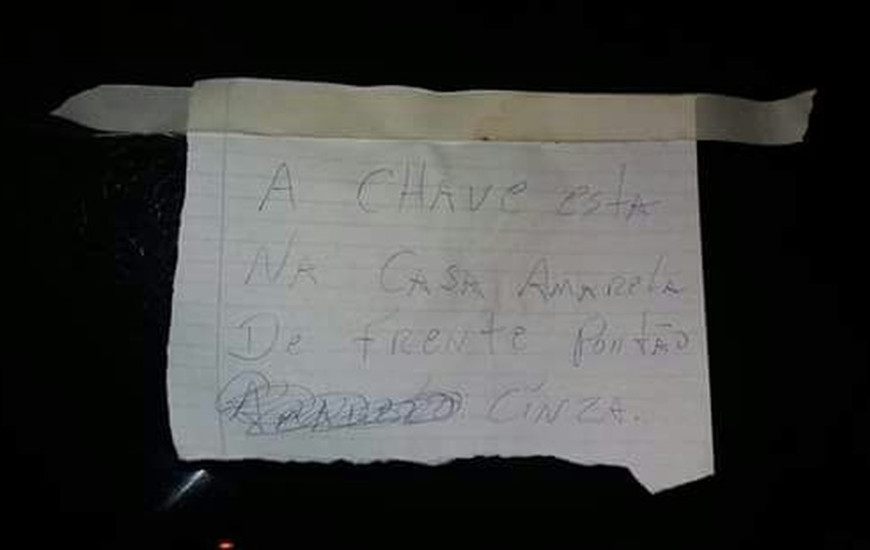 A CHAVE estA
NA CASA AMARELA
De frente Portão
CINZA.